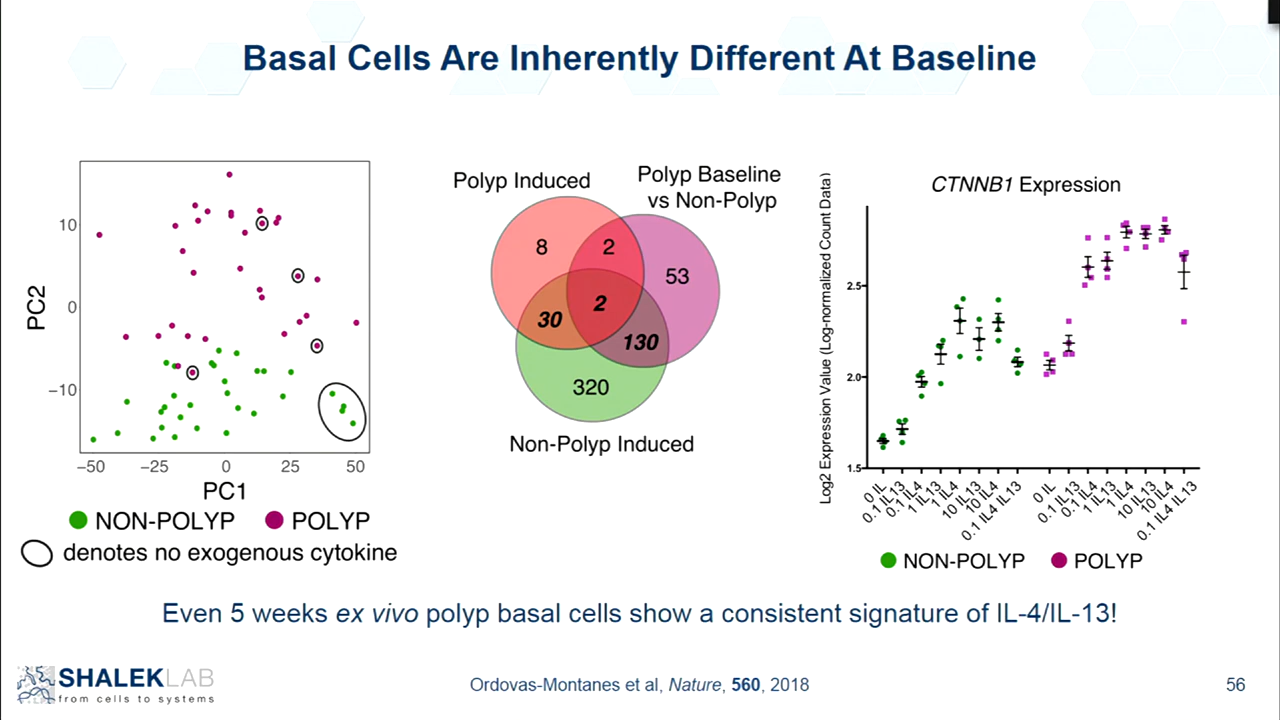 Basal Cells Are Inherently Different At Baseline
PC2
10
0
−10
−50
−25
0
25
50
PC1
NON-POLYP
POLYP
denotes no exogenous cytokine
Polyp Induced
Polyp Baseline
vs Non-Polyp
8
2
53
2
30
130
320
Non-Polyp Induced
CTNNB1 Expression
Log2 Expression Value (Log-normalized Count Data)
2.5
2.0
1.5
0 IL
0.1 IL13
0.1 IL4
1 IL13
1 IL4
10 IL13
10 IL4
0.1 IL4 IL13
0 IL
0.1 IL13
0.1 IL4
1 IL13
1 IL4
10 IL13
10 IL4
0.1 IL4 IL13
NON-POLYP
POLYP
Even 5 weeks ex vivo polyp basal cells show a consistent signature of IL-4/IL-13!
SHALEKLAB
from cells to systems
Ordovas-Montanes et al, Nature, 560, 2018
56